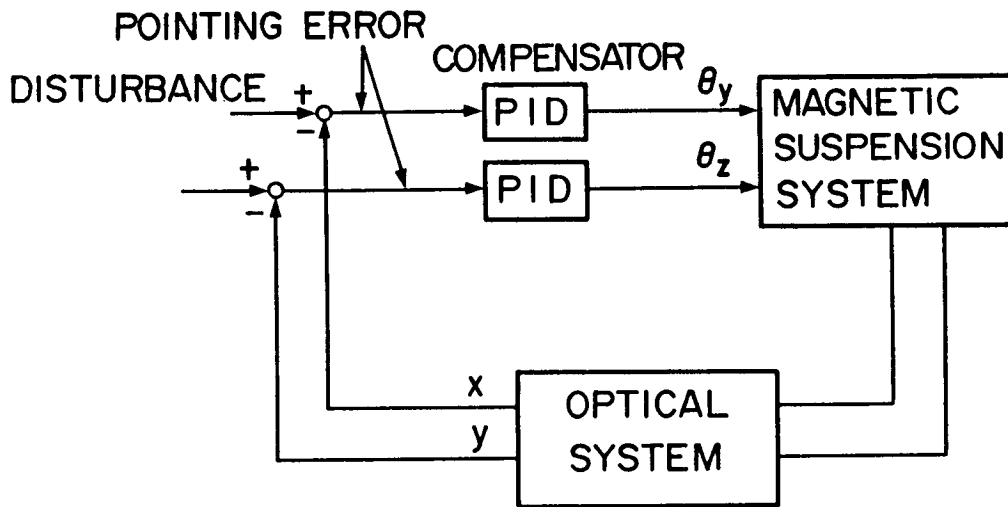 POINTING ERROR
COMPENSATOR
DISTURBANCE
+
−
PID
θy
MAGNETIC
SUSPENSION
SYSTEM
+
−
PID
θz
x
y
OPTICAL
SYSTEM